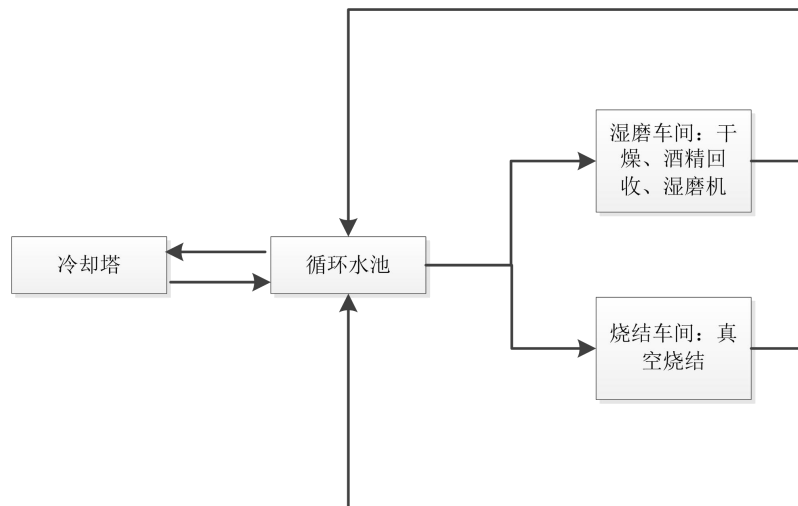 湿磨车间：干
燥、酒精回
收、湿磨机
冷却塔
循环水池
烧结车间：真
空烧结